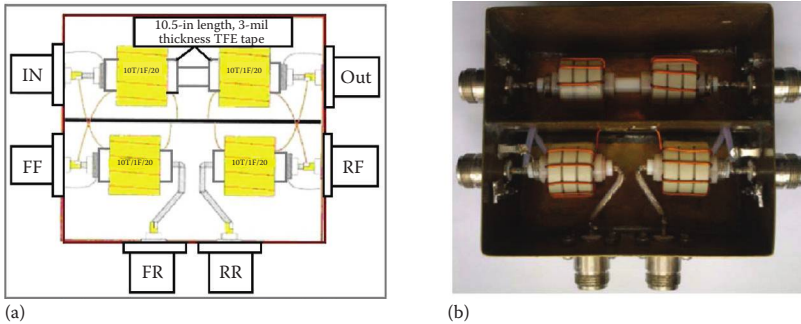 10.5-in length, 3-mil
thickness TFE tape
IN
10T/1F/20
10T/1F/20
Out
FF
10T/1F/20
10T/1F/20
RF
FR
RR
(a)
(b)